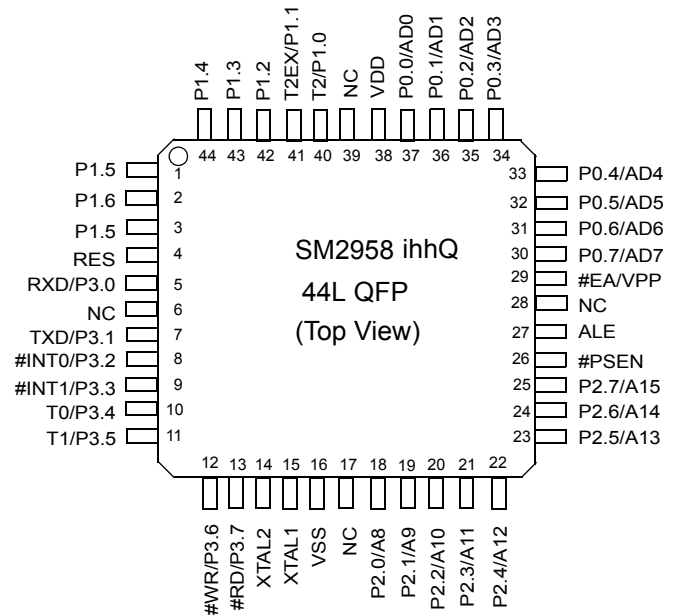 P1.4
P1.3
P1.2
T2EX/P1.1
T2/P1.0
NC
VDD
P0.0/AD0
P0.1/AD1
P0.2/AD2
P0.3/AD3
44 43 42 41 40 39 38 37 36 35 34
P1.5 1
P1.6 2
P1.5 3
RES 4
RXD/P3.0 5
NC 6
TXD/P3.1 7
#INT0/P3.2 8
#INT1/P3.3 9
T0/P3.4 10
T1/P3.5 11
SM2958 ihhQ
44L QFP
(Top View)
33 P0.4/AD4
32 P0.5/AD5
31 P0.6/AD6
30 P0.7/AD7
29 #EA/VPP
28 NC
27 ALE
26 #PSEN
25 P2.7/A15
24 P2.6/A14
23 P2.5/A13
12 13 14 15 16 17 18 19 20 21 22
#WR/P3.6
#RD/P3.7
XTAL2
XTAL1
VSS
NC
P2.0/A8
P2.1/A9
P2.2/A10
P2.3/A11
P2.4/A12